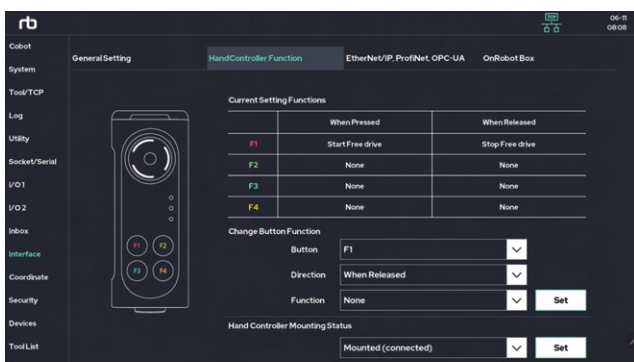 rb
TCP
06-11
08:08
Cobot
System
Tool/TCP
Log
Utility
Socket/Serial
I/O 1
I/O 2
Inbox
Interface
Coordinate
Security
Devices
Tool List
General Setting
HandController Function
EtherNet/IP, ProfiNet, OPC-UA
OnRobot Box
F1
F2
F3
F4
Current Setting Functions
When Pressed When Released
F1 Start Free drive Stop Free drive
F2 None None
F3 None None
F4 None None
Change Button Function
Button F1
Direction When Released
Function None Set
Hand Controller Mounting Status
Mounted (connected) Set